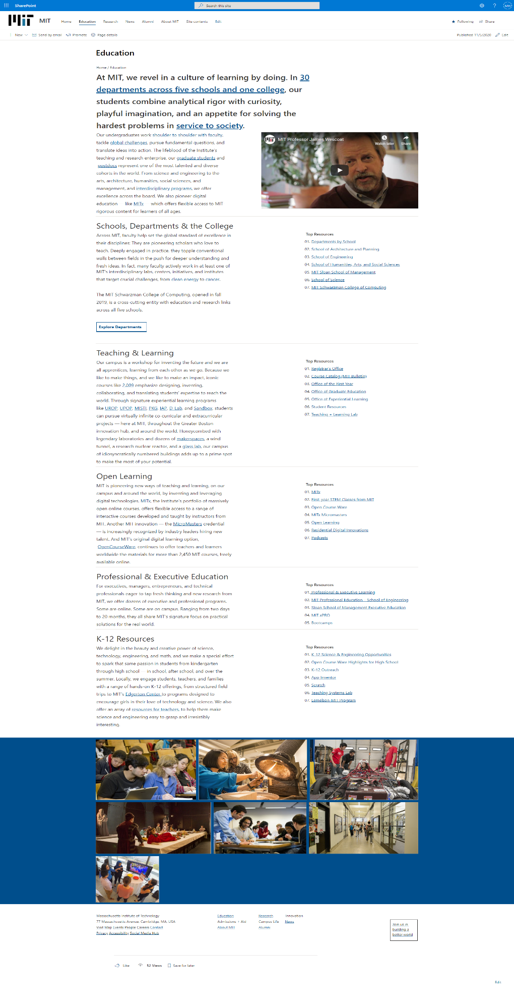 SharePoint
Search this site
MH
MIT
MIT
Home Education Research News Alumni About MIT Site contents Edit
Following Share
New Send by email Promote Page details
Published 11/5/2020 Edit
Education
Home / Education
At MIT, we revel in a culture of learning by doing. In 30
departments across five schools and one college, our
students combine analytical rigor with curiosity,
playful imagination, and an appetite for solving the
hardest problems in service to society.
Our undergraduates work shoulder to shoulder with faculty,
tackle global challenges, pursue fundamental questions, and
translate ideas into action. The lifeblood of the Institute's
teaching and research enterprise, our graduate students and
postdocs represent one of the most talented and diverse
cohorts in the world. From science and engineering to the
arts, architecture, humanities, social sciences, and
management, and interdisciplinary programs, we offer
excellence across the board. We also pioneer digital
education — like MITx — which offers flexible access to MIT
rigorous content for learners of all ages.
MIT Professor James Wescoat
Watch later Share
Schools, Departments & the College
Across MIT, faculty help set the global standard of excellence in
their disciplines: They are pioneering scholars who love to
teach. Deeply engaged in practice, they topple conventional
walls between fields in the push for deeper understanding and
fresh ideas. In fact, many faculty actively work in at least one of
MIT's interdisciplinary labs, centers, initiatives, and institutes
that target crucial challenges, from clean energy to cancer.
The MIT Schwarzman College of Computing, opened in fall
2019, is a cross-cutting entity with education and research links
across all five schools.
Explore Departments
Top Resources
01. Departments by School
02. School of Architecture and Planning
03. School of Engineering
04. School of Humanities, Arts, and Social Sciences
05. MIT Sloan School of Management
06. School of Science
07. MIT Schwarzman College of Computing
Teaching & Learning
Our campus is a workshop for inventing the future and we are
all apprentices, learning from each other as we go. Because we
like to make things, and we like to make an impact, iconic
courses like 2.009 emphasize designing, inventing,
collaborating, and translating students' expertise to reach the
world. Through signature experiential learning programs
like UROP, UPOP, MISTI, PKG, IAP, D-Lab, and Sandbox, students
can pursue virtually infinite co-curricular and extracurricular
projects — here at MIT, throughout the Greater Boston
innovation hub, and around the world. Honeycombed with
legendary laboratories and dozens of makerspaces, a wind
tunnel, a research nuclear reactor, and a glass lab, our campus
of idiosyncratically numbered buildings adds up to a prime spot
to make the most of your potential.
Top Resources
01. Registrar's Office
02. Course Catalog (MIT Bulletin)
03. Office of the First Year
04. Office of Graduate Education
05. Office of Experiential Learning
06. Student Resources
07. Teaching + Learning Lab
Open Learning
MIT is pioneering new ways of teaching and learning, on our
campus and around the world, by inventing and leveraging
digital technologies. MITx, the Institute's portfolio of massively
open online courses, offers flexible access to a range of
interactive courses developed and taught by instructors from
MIT. Another MIT innovation — the MicroMasters credential
— is increasingly recognized by industry leaders hiring new
talent. And MIT's original digital learning option,
OpenCourseWare, continues to offer teachers and learners
worldwide the materials for more than 2,450 MIT courses, freely
available online.
Top Resources
01. MITx
02. First-year STEM Classes from MIT
03. Open Course Ware
04. MITx Micromasters
05. Open Learning
06. Residential Digital Innovations
07. Podcasts
Professional & Executive Education
For executives, managers, entrepreneurs, and technical
professionals eager to tap fresh thinking and new research from
MIT, we offer dozens of executive and professional programs.
Some are online. Some are on campus. Ranging from two days
to 20 months, they all share MIT's signature focus on practical
solutions for the real world.
Top Resources
01. Professional & Executive Learning
02. MIT Professional Education – School of Engineering
03. Sloan School of Management Executive Education
04. MIT xPRO
05. Bootcamps
K-12 Resources
We delight in the beauty and creative power of science,
technology, engineering, and math, and we make a special effort
to spark that same passion in students from kindergarten
through high school — in school, after school, and over the
summer. Locally, we engage students, teachers, and families
with a range of hands-on K-12 offerings, from structured field
trips to MIT's Edgerton Center to programs designed to
encourage girls in their love of technology and science. We also
offer an array of resources for teachers, to help them make
science and engineering easy to grasp and irresistibly
interesting.
Top Resources
01. K-12 Science & Engineering Opportunities
02. Open Course Ware Highlights for High School
03. K-12 Outreach
04. App Inventor
05. Scratch
06. Teaching Systems Lab
07. Lemelson-MIT Program
Massachusetts Institute of Technology
77 Massachusetts Avenue, Cambridge, MA, USA
Visit Map Events People Careers Contact
Privacy Accessibility Social Media Hub
Education Research Innovation
Admissions + Aid Campus Life News
About MIT Alumni
Join us in
building a
better world
Like 52 Views Save for later
Edit